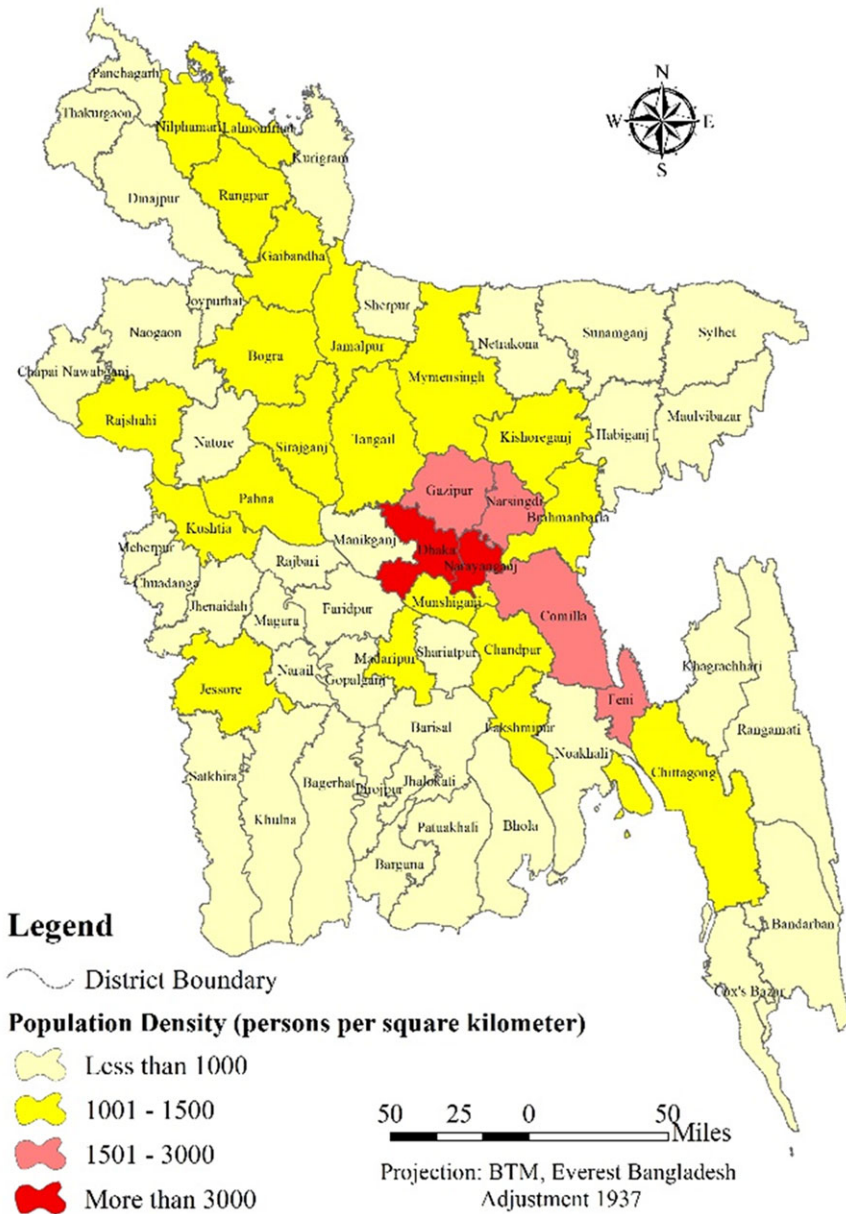 N
W E
S
Panchagarh
Thakurgaon
Nilphamari
Lalmonirhat
Kurigram
Dinajpur
Rangpur
Gaibandha
Joypurhat
Sherpur
Naogaon
Netrakona
Sunamganj
Sylhet
Jamalpur
Bogra
Chapai Nawabganj
Mymensingh
Rajshahi
Maulvibazar
Natore
Sirajganj
Tangail
Kishoreganj
Habiganj
Gazipur
Pabna
Narsingdi
Kushtia
Brahmanbaria
Manikganj
Dhaka
Meherpur
Rajbari
Narayanganj
Chuadanga
Jhenaidah
Magura
Faridpur
Munshiganj
Comilla
Narail
Madaripur
Shariatpur
Chandpur
Khagrachhari
Gopalganj
Jessore
Feni
Barisal
Lakshmipur
Rangamati
Noakhali
Satkhira
Bagerhat
Jhalokati
Chittagong
Pirojpur
Khulna
Patuakhali
Bhola
Barguna
Bandarban
Cox's Bazar
Legend
District Boundary
Population Density (persons per square kilometer)
Less than 1000
1001 - 1500
1501 - 3000
More than 3000
50 25 0 50
Miles
Projection: BTM, Everest Bangladesh
Adjustment 1937